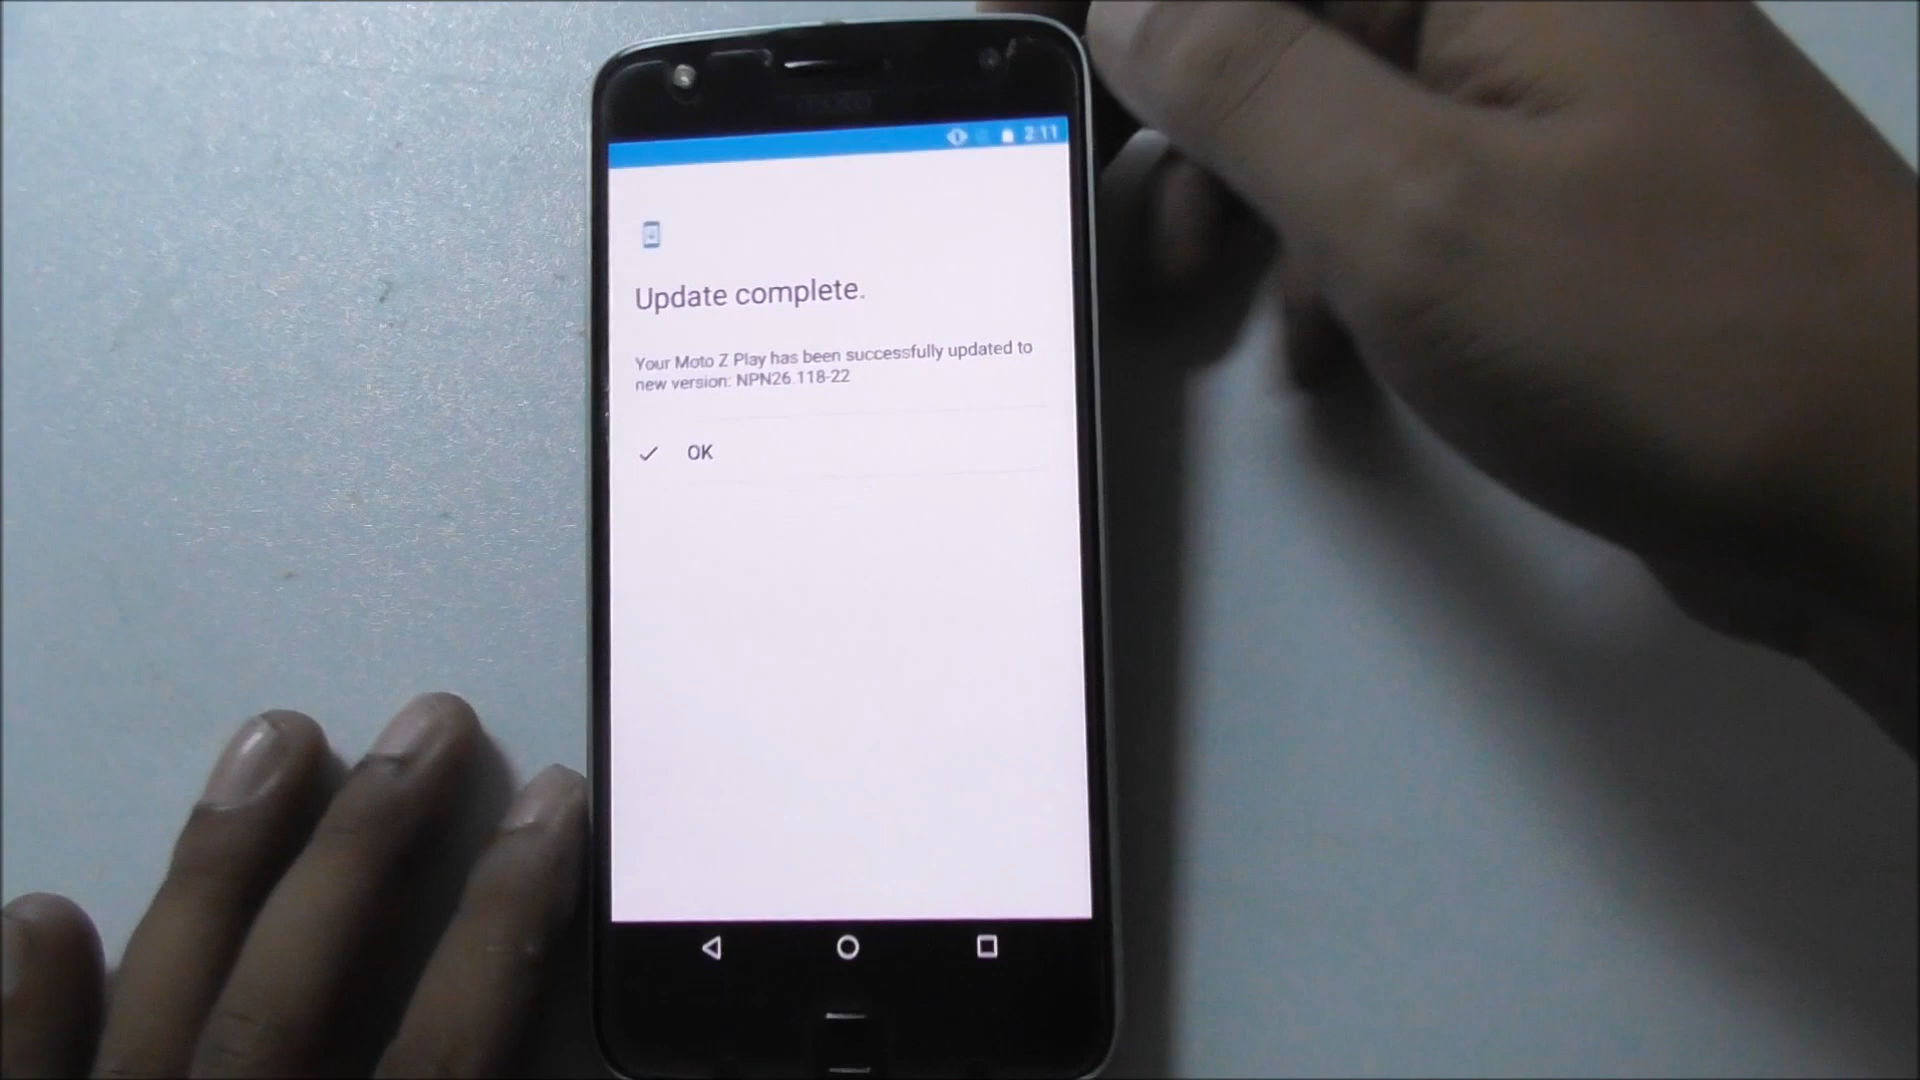 2:11
Update complete.
Your Moto Z Play has been successfully updated to
new version: NPN26.118-22
OK